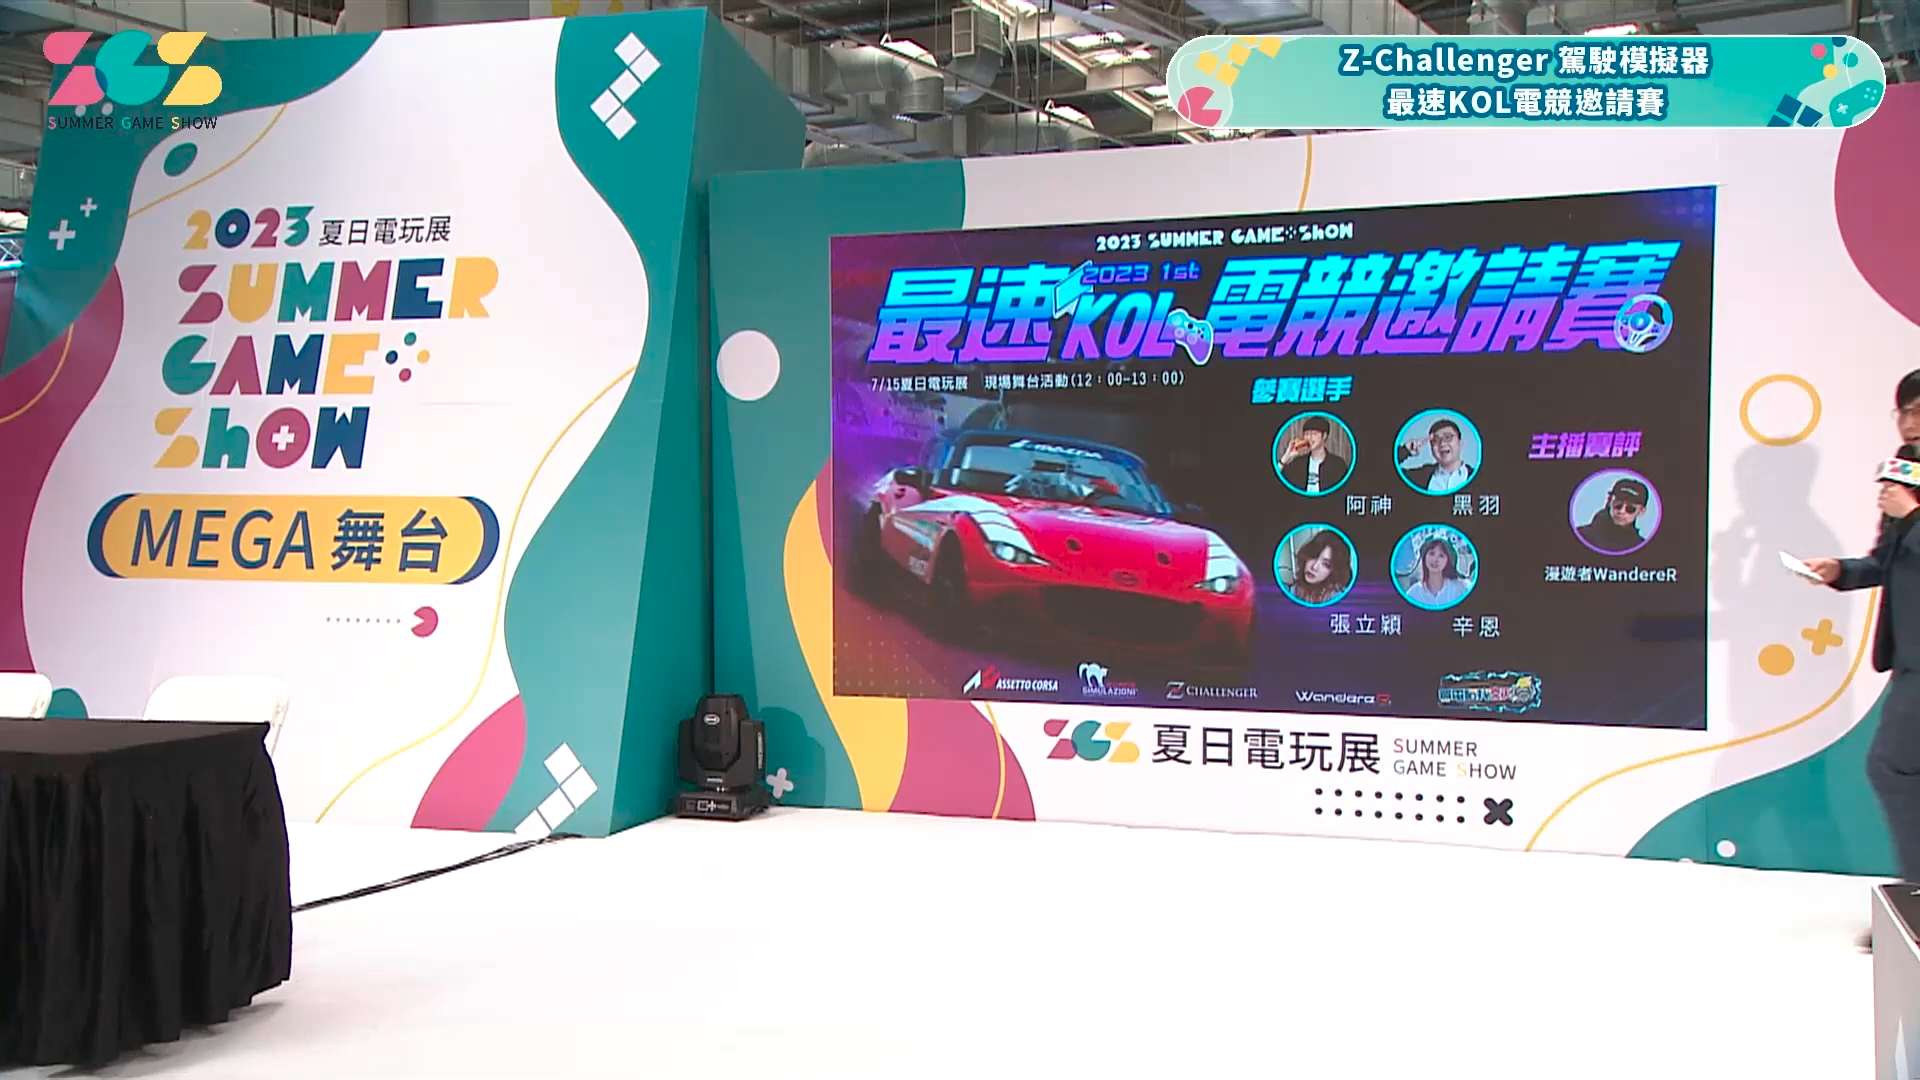 SGS
SUMMER GAME SHOW
Z-Challenger 駕駛模擬器
最速KOL電競邀請賽
2023 夏日電玩展
SUMMER
GAME
ShOW
MEGA 舞台
2023 SUMMER GAME ShOW
2023 1st
最速KOL電競邀請賽
7/15夏日電玩展 現場舞台活動(12：00-13：00)
參賽選手
主播賽評
阿神
黑羽
漫遊者WandereR
張立穎
辛恩
ASSETTO CORSA
SIMULAZIONI
Z CHALLENGER
WandereR
SGS 夏日電玩展 SUMMER
GAME SHOW